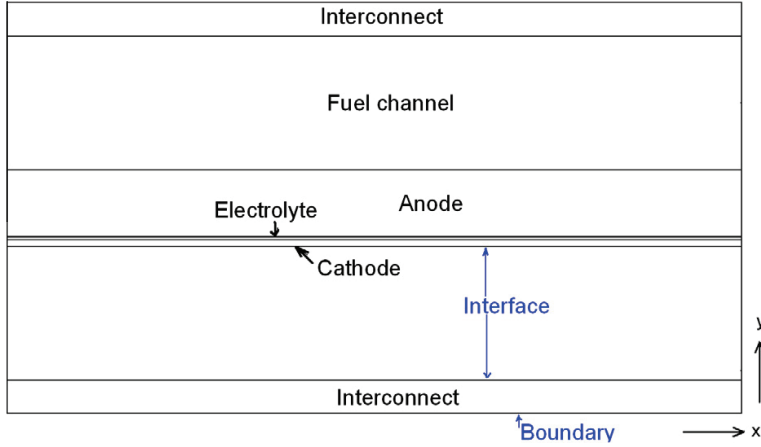 Interconnect
Fuel channel
Electrolyte
Anode
Cathode
Interface
y
Interconnect
Boundary
x